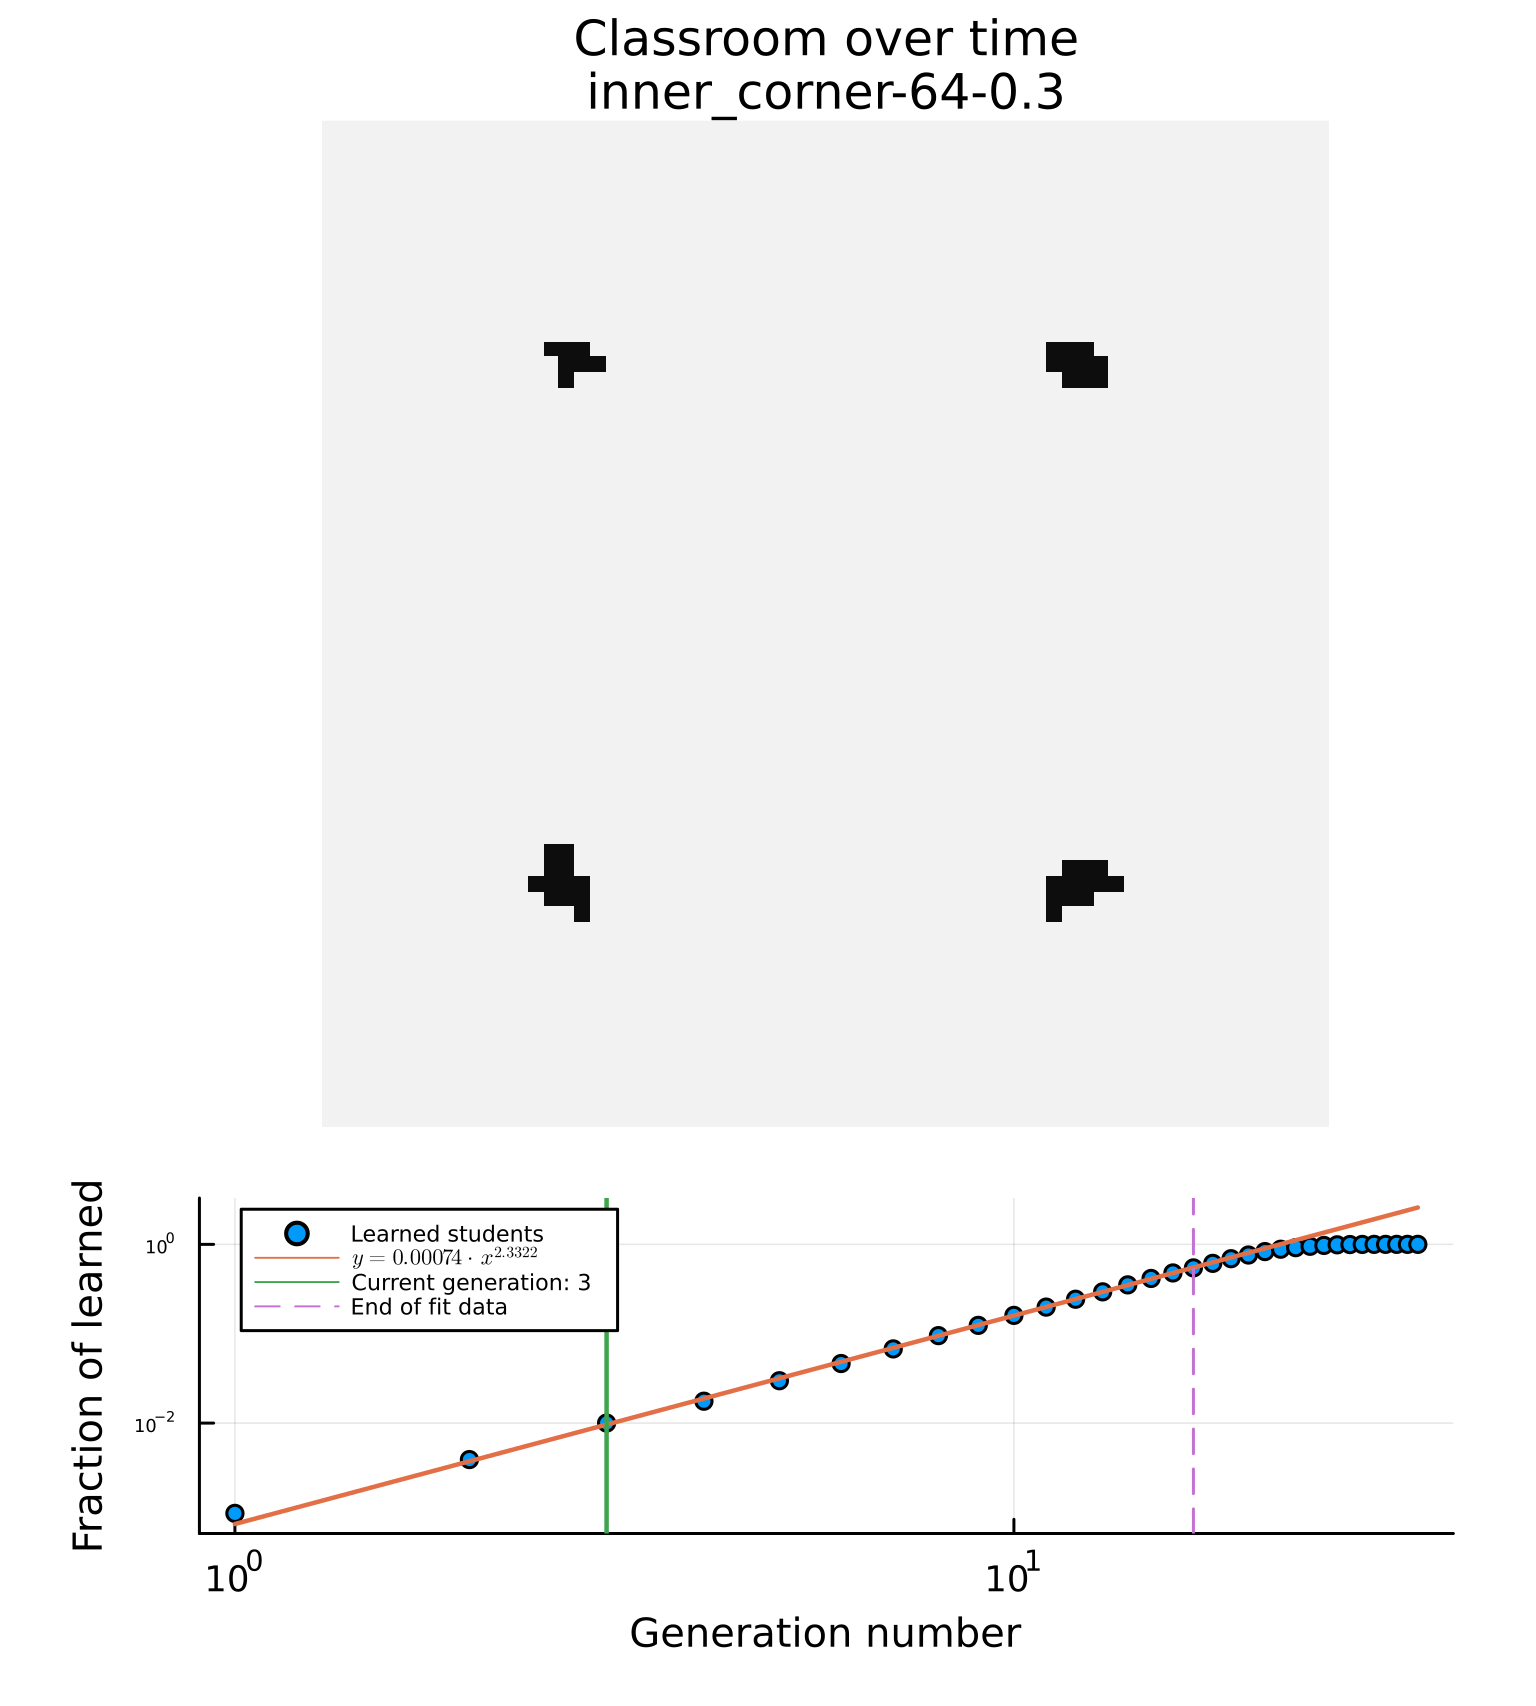 Classroom over time
inner_corner-64-0.3
Fraction of learned
10⁰
10⁻²
Learned students
y = 0.00074 · x^2.3322
Current generation: 3
End of fit data
10⁰
10¹
Generation number